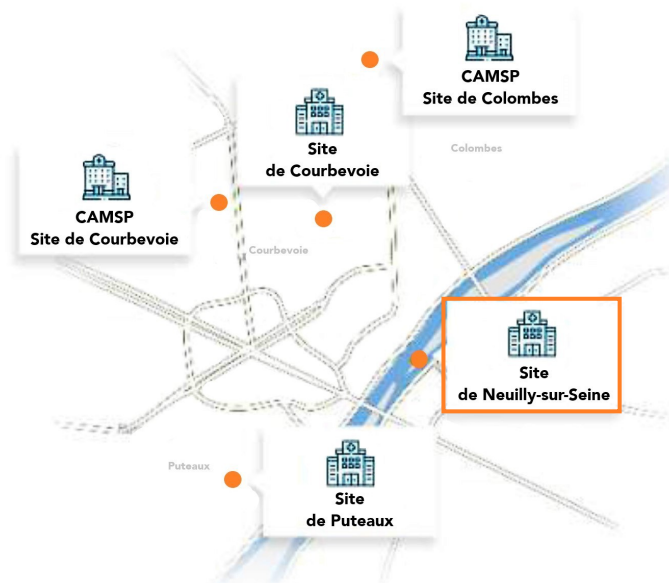 CAMSP
Site de Colombes
Site
de Courbevoie
Colombes
CAMSP
Site de Courbevoie
Courbevoie
Site
de Neuilly-sur-Seine
Puteaux
Site
de Puteaux